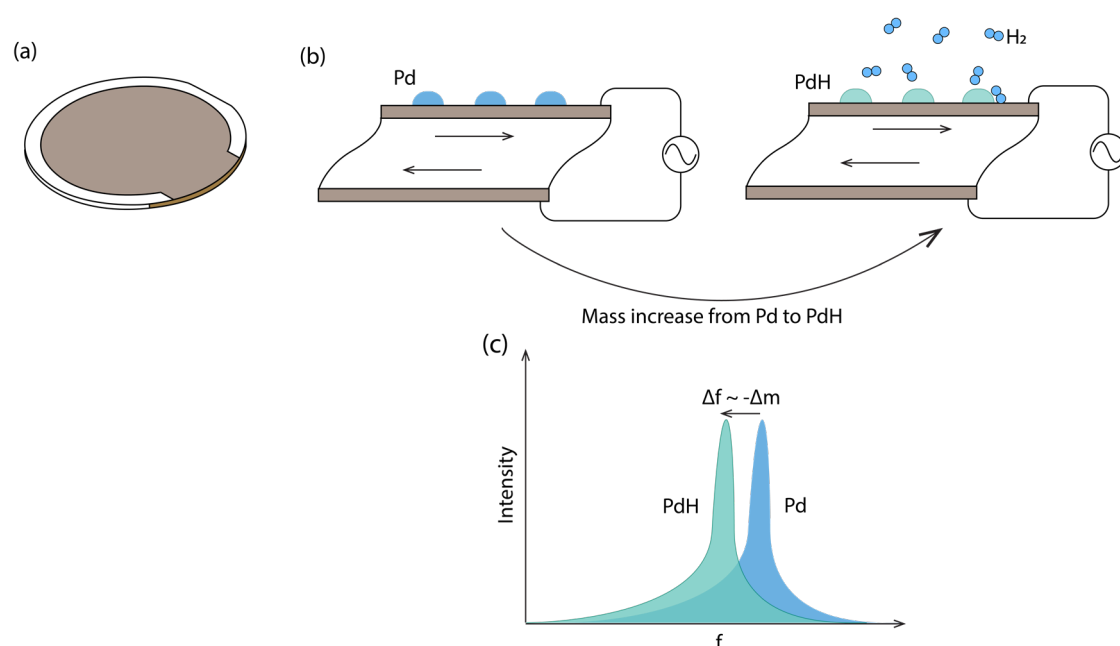 (a)
(b)
Pd
PdH
H₂
Mass increase from Pd to PdH
(c)
Δf ~ -Δm
Intensity
PdH
Pd
f